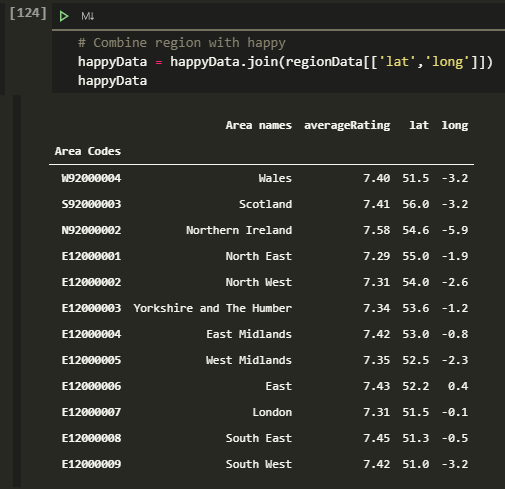 [124] M↓
# Combine region with happy
happyData = happyData.join(regionData[['lat','long']])
happyData
Area names averageRating lat long
Area Codes
W92000004 Wales 7.40 51.5 -3.2
S92000003 Scotland 7.41 56.0 -3.2
N92000002 Northern Ireland 7.58 54.6 -5.9
E12000001 North East 7.29 55.0 -1.9
E12000002 North West 7.31 54.0 -2.6
E12000003 Yorkshire and The Humber 7.34 53.6 -1.2
E12000004 East Midlands 7.42 53.0 -0.8
E12000005 West Midlands 7.35 52.5 -2.3
E12000006 East 7.43 52.2 0.4
E12000007 London 7.31 51.5 -0.1
E12000008 South East 7.45 51.3 -0.5
E12000009 South West 7.42 51.0 -3.2